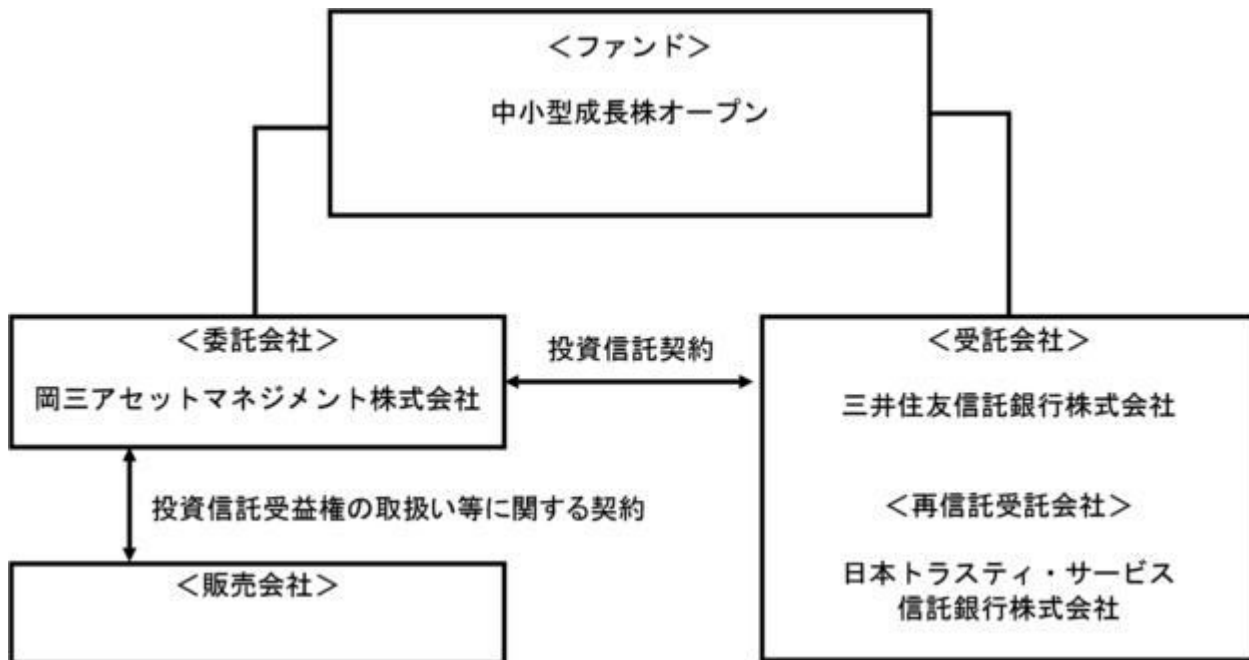 ＜ファンド＞
中小型成長株オープン
＜委託会社＞
岡三アセットマネジメント株式会社
投資信託契約
＜受託会社＞
三井住友信託銀行株式会社
＜再信託受託会社＞
日本トラスティ・サービス
信託銀行株式会社
投資信託受益権の取扱い等に関する契約
＜販売会社＞